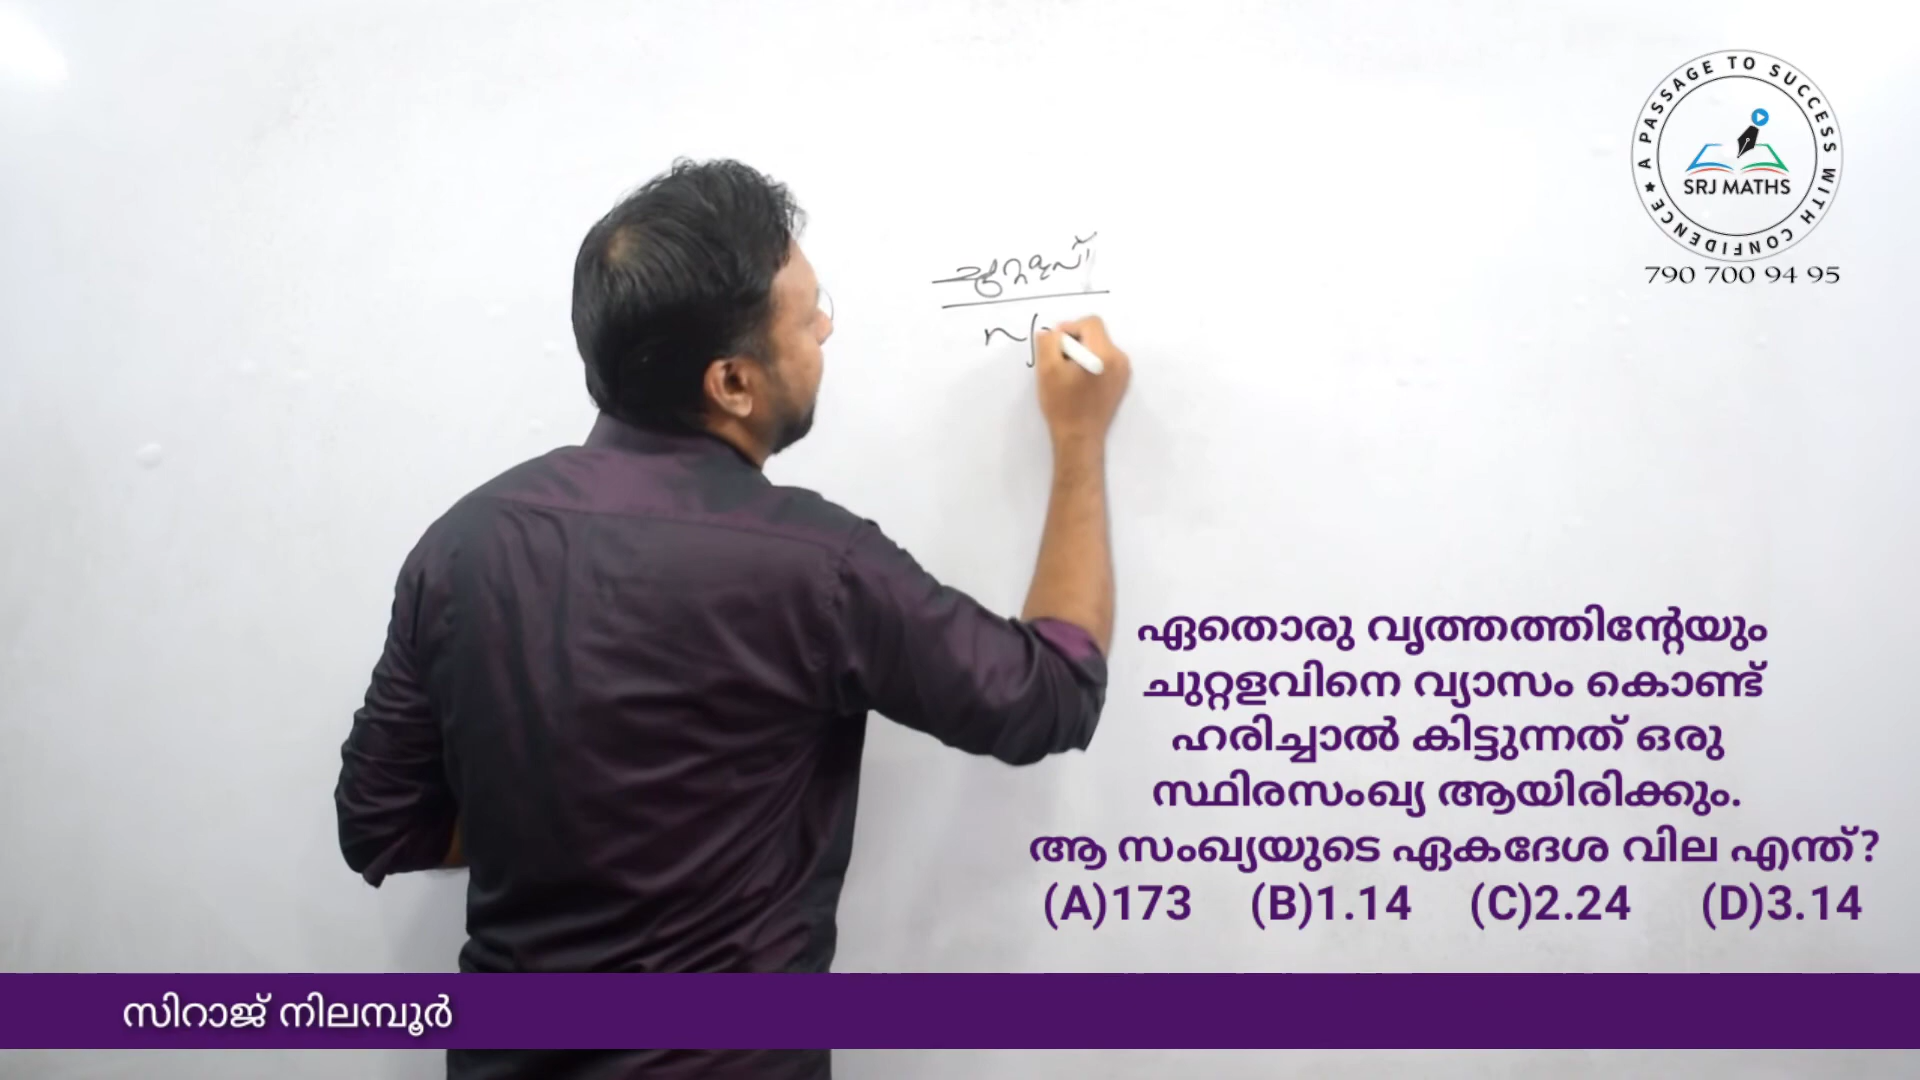 A PASSAGE TO SUCCESS WITH CONFIDENCE ★
SRJ MATHS
790 700 94 95
ചുറ്റളവ്
ഏതൊരു വൃത്തത്തിന്റേയും
ചുറ്റളവിനെ വ്യാസം കൊണ്ട്
ഹരിച്ചാൽ കിട്ടുന്നത് ഒരു
സ്ഥിരസംഖ്യ ആയിരിക്കും.
ആ സംഖ്യയുടെ ഏകദേശ വില എന്ത്?
(A)173 (B)1.14 (C)2.24 (D)3.14
സിറാജ് നിലമ്പൂർ